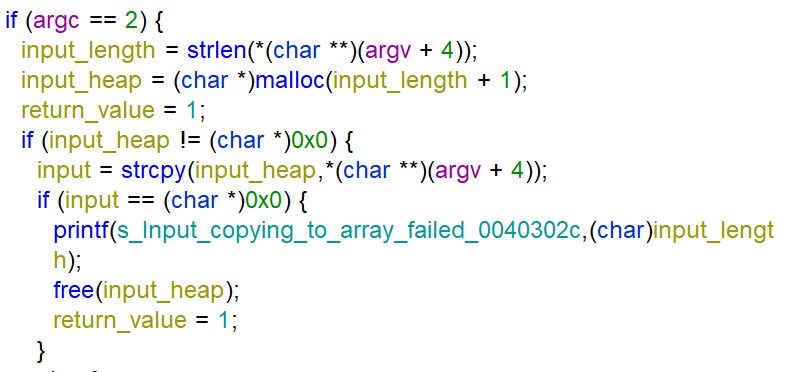 if (argc == 2) {
input_length = strlen(*(char **)(argv + 4));
input_heap = (char *)malloc(input_length + 1);
return_value = 1;
if (input_heap != (char *)0x0) {
input = strcpy(input_heap,*(char **)(argv + 4));
if (input == (char *)0x0) {
printf(s_Input_copying_to_array_failed_0040302c,(char)input_lengt
h);
free(input_heap);
return_value = 1;
}